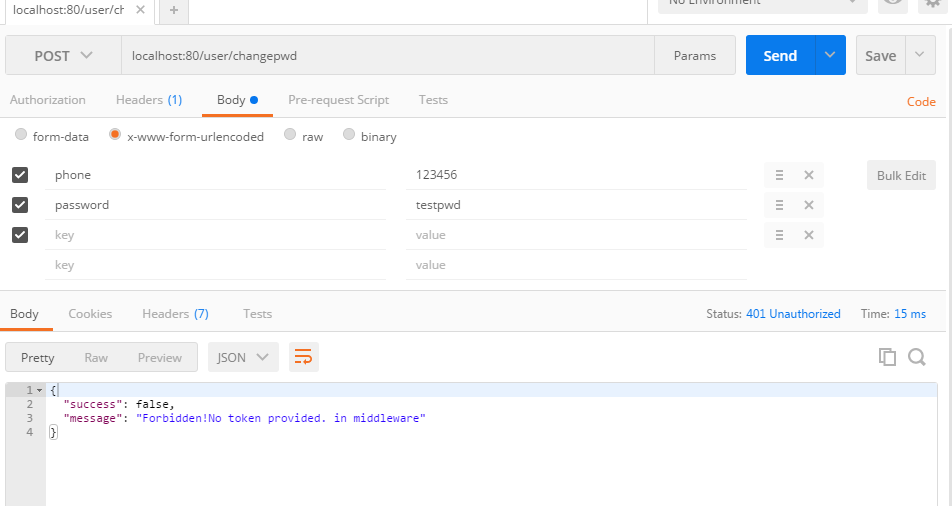 localhost:80/user/ch
No Environment
POST
localhost:80/user/changepwd
Params
Send
Save
Authorization
Headers (1)
Body
Pre-request Script
Tests
Code
form-data
x-www-form-urlencoded
raw
binary
phone
123456
Bulk Edit
password
testpwd
key
value
key
value
Body
Cookies
Headers (7)
Tests
Status: 401 Unauthorized
Time: 15 ms
Pretty
Raw
Preview
JSON
1 {
2 "success": false,
3 "message": "Forbidden!No token provided. in middleware"
4 }